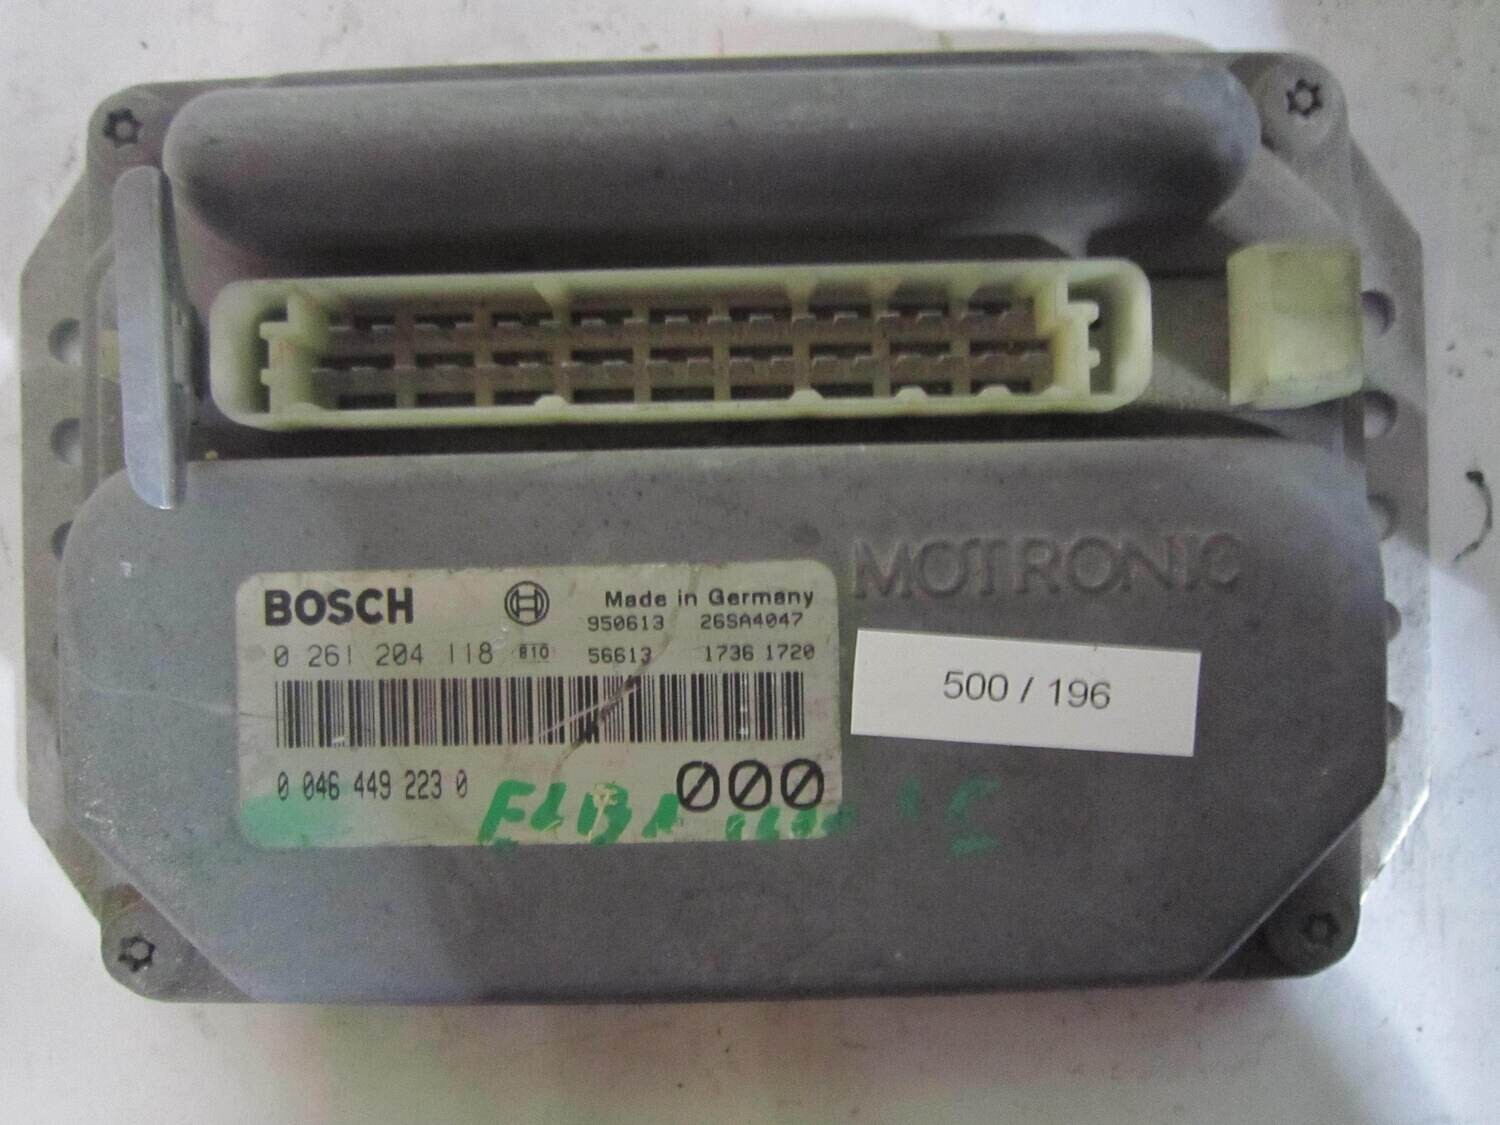 MOTRONIC
BOSCH Made in Germany
950613 26SA4047
0 261 204 118 810 56613 1736 1720
500 / 196
0 046 449 223 0 000